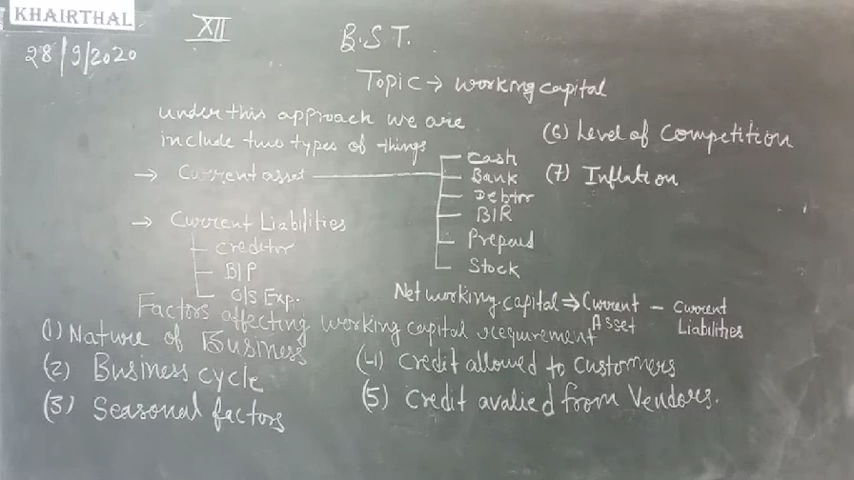 KHAIRTHAL
28/9/2020
XII
B.S.T.
Topic → working capital
under this approach we are
include two types of things
→ Current asset
Cash
Bank
Debtor
B/R
Prepaid
Stock
→ Current Liabilities
creditor
B/P
O/S Exp.
Net working capital ⇒ Current Asset - Current Liabilities
Factors affecting working capital requirement
(1) Nature of Business
(2) Business cycle
(3) Seasonal factors
(4) Credit allowed to Customers
(5) Credit avalied from Vendors.
(6) Level of Competition
(7) Inflation